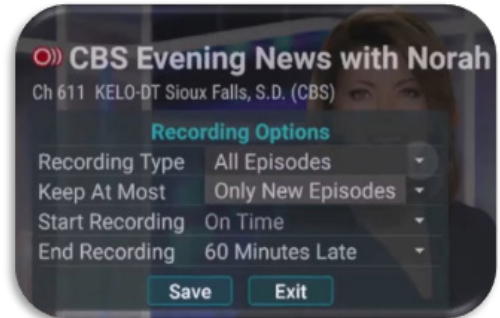 CBS Evening News with Norah
Ch 611 KELO-DT Sioux Falls, S.D. (CBS)
Recording Options
Recording Type All Episodes
Keep At Most Only New Episodes
Start Recording On Time
End Recording 60 Minutes Late
Save Exit